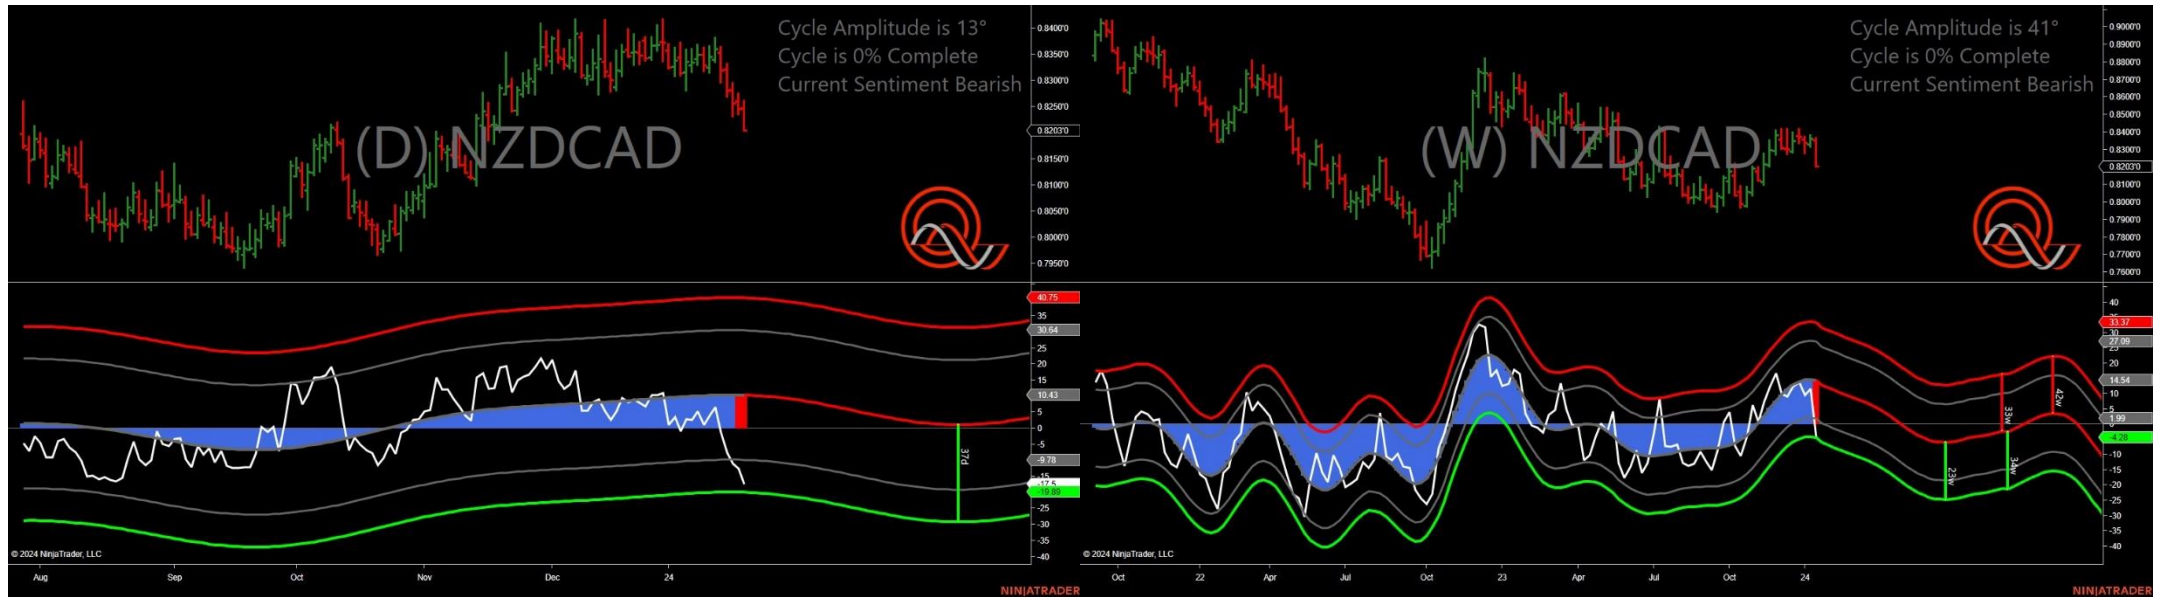 Cycle Amplitude is 13°
Cycle is 0% Complete
Current Sentiment Bearish
(D) NZDCAD
0.8400'0
0.8350'0
0.8300'0
0.8250'0
0.8203'0
0.8150'0
0.8100'0
0.8050'0
0.8000'0
0.7950'0
40.75
35
30.64
25
20
15
10.43
5
0
-5
-9.78
-15
-17.5
-19.89
-25
-30
-35
-40
37d
© 2024 NinjaTrader, LLC
Aug
Sep
Oct
Nov
Dec
24
NINJATRADER
Cycle Amplitude is 41°
Cycle is 0% Complete
Current Sentiment Bearish
(W) NZDCAD
0.9000'0
0.8900'0
0.8800'0
0.8700'0
0.8600'0
0.8500'0
0.8400'0
0.8300'0
0.8203'0
0.8100'0
0.8000'0
0.7900'0
0.7800'0
0.7700'0
0.7600'0
40
33.37
30
27.09
25
20
14.54
10
5
1.99
-4.28
-10
-15
-20
-25
-30
-35
-40
23w
33w
34w
42w
© 2024 NinjaTrader, LLC
Oct
22
Apr
Jul
Oct
23
Apr
Jul
Oct
24
NINJATRADER